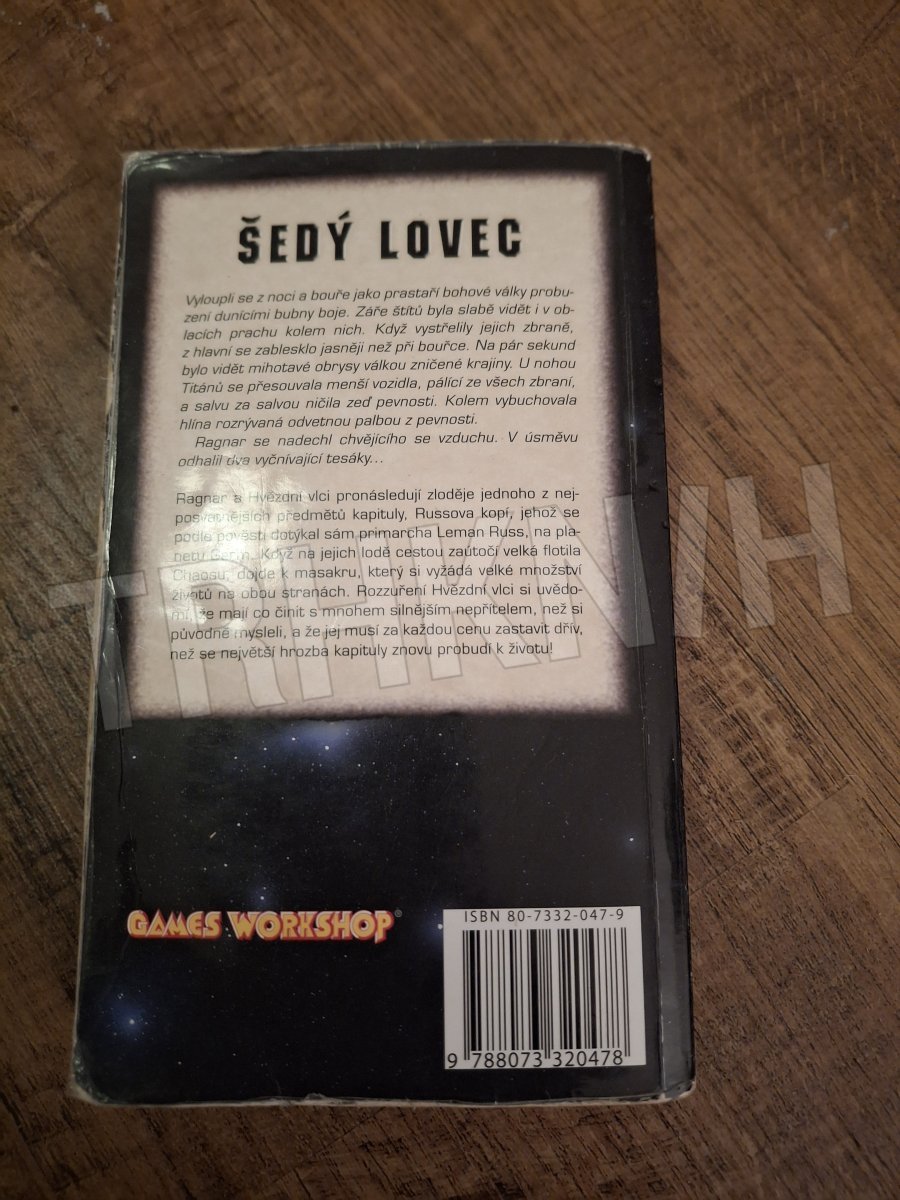 ŠEDÝ LOVEC
Vyloupli se z noci a bouře jako prastaří bohové války probu-
zení dunícími bubny boje. Záře štítů byla slabě vidět i v ob-
lacích prachu kolem nich. Když vystřelily jejich zbraně,
z hlavní se zablesklo jasněji než při bouřce. Na pár sekund
bylo vidět mihotavé obrysy válkou zničené krajiny. U nohou
Titánů se přesouvala menší vozidla, pálící ze všech zbraní,
a salvu za salvou ničila zeď pevnosti. Kolem vybuchovala
hlína rozrývaná odvetnou palbou z pevnosti.
Ragnar se nadechl chvějícího se vzduchu. V úsměvu
odhalil dva vyčnívající tesáky...
Ragnar a Hvězdní vlci pronásledují zloděje jednoho z nej-
posvátnějších předmětů kapituly, Russova kopí, jehož se
podle pověsti dotýkal sám primarcha Leman Russ, na pla-
netu Garm. Když na jejich lodě cestou zaútočí velká flotila
Chaosu, dojde k masakru, který si vyžádá velké množství
životů na obou stranách. Rozzuření Hvězdní vlci si uvědo-
mí, že mají co činit s mnohem silnějším nepřítelem, než si
původně mysleli, a že jej musí za každou cenu zastavit dřív,
než se největší hrozba kapituly znovu probudí k životu!
TRHKNVH
GAMES WORKSHOP®
ISBN 80-7332-047-9
9 788073 320478